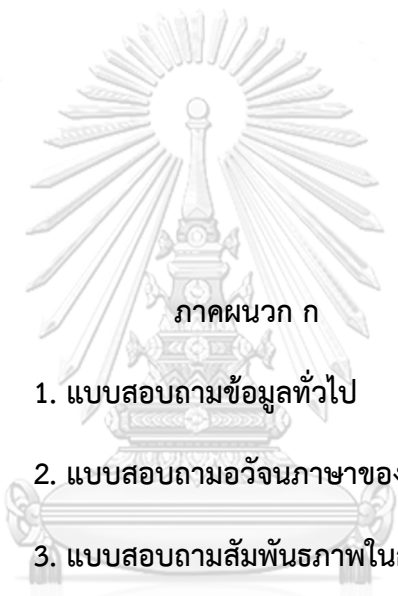 ภาคผนวก ก
1. แบบสอบถามข้อมูลทั่วไป
2. แบบสอบถามอวัจนภาษาของ
3. แบบสอบถามสัมพันธภาพใน